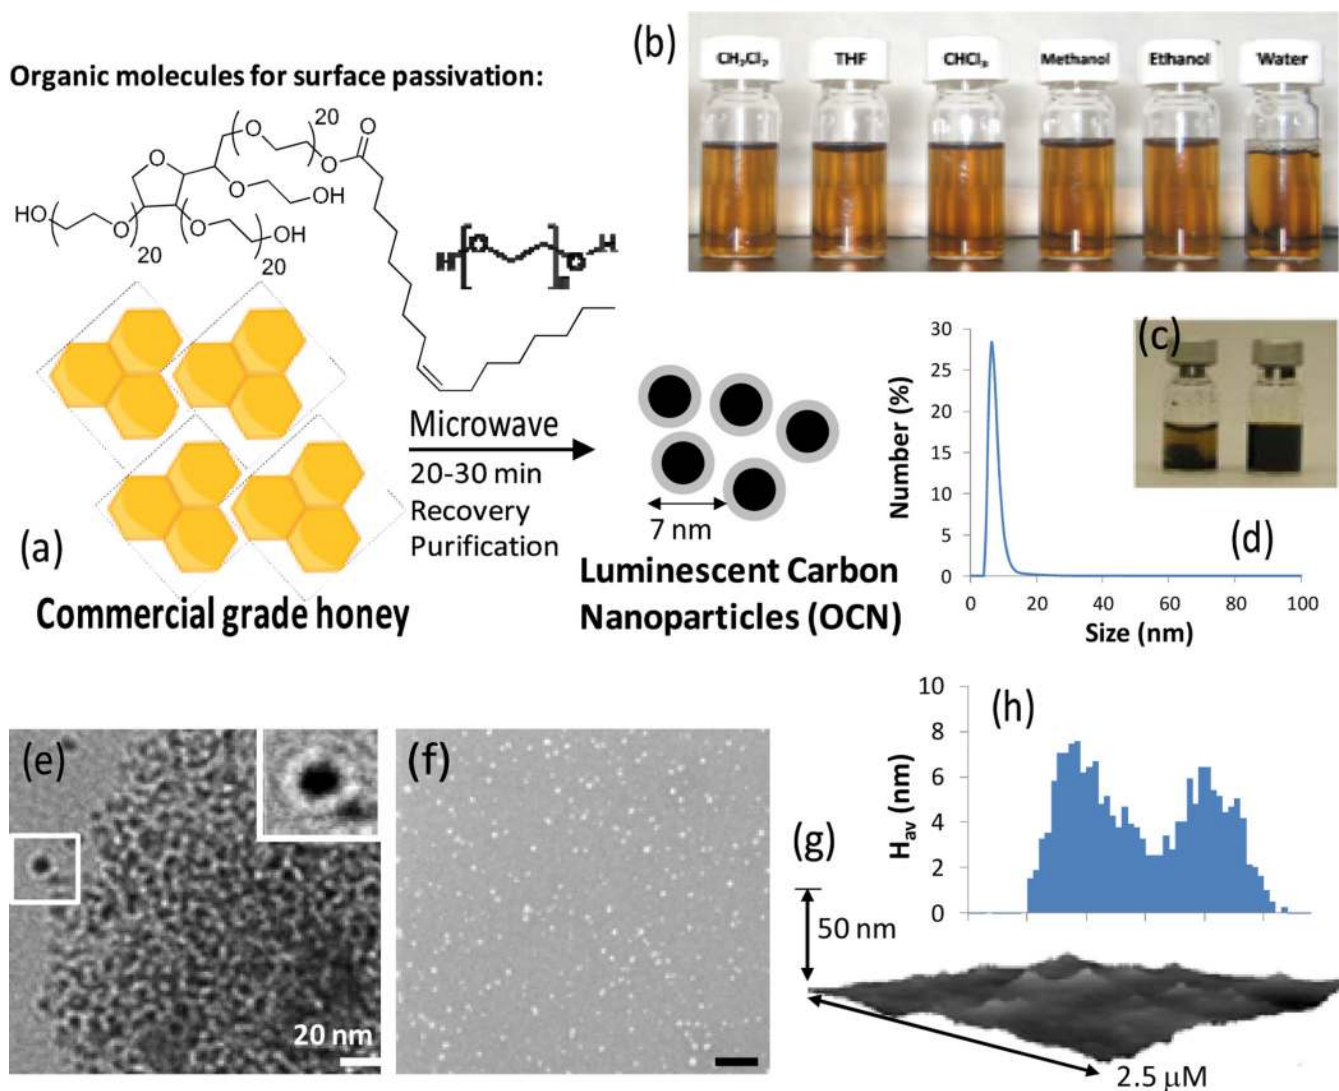 Organic molecules for surface passivation:
20
O
O
O
O
O
O
OH
HO
O
O
O
OH
20
20
H
O
O
H
(a)
Commercial grade honey
Microwave
20-30 min
Recovery
Purification
7 nm
Luminescent Carbon
Nanoparticles (OCN)
(b)
CH₂Cl₂
THF
CHCl₃
Methanol
Ethanol
Water
(c)
(d)
Number (%)
30
25
20
15
10
5
0
0 20 40 60 80 100
Size (nm)
(e)
20 nm
(f)
(g)
50 nm
2.5 µM
(h)
H_av (nm)
10
8
6
4
2
0